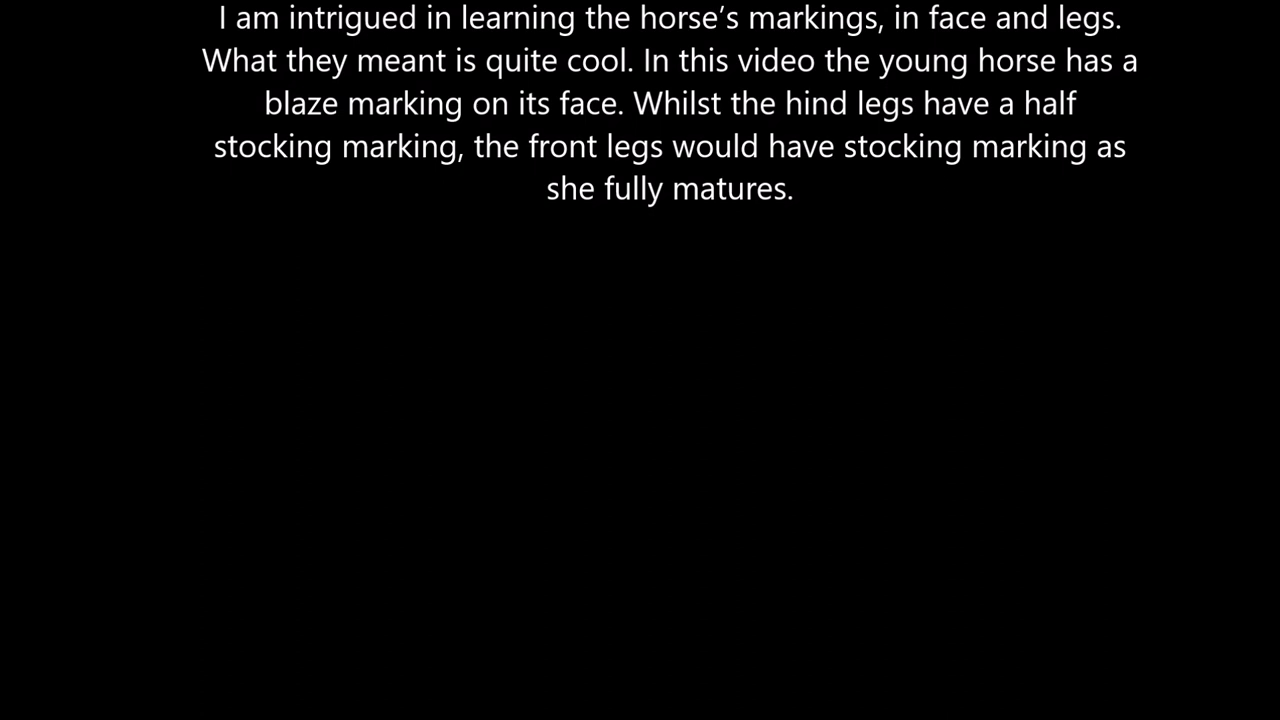 I am intrigued in learning the horse’s markings, in face and legs.
What they meant is quite cool. In this video the young horse has a
blaze marking on its face. Whilst the hind legs have a half
stocking marking, the front legs would have stocking marking as
she fully matures.